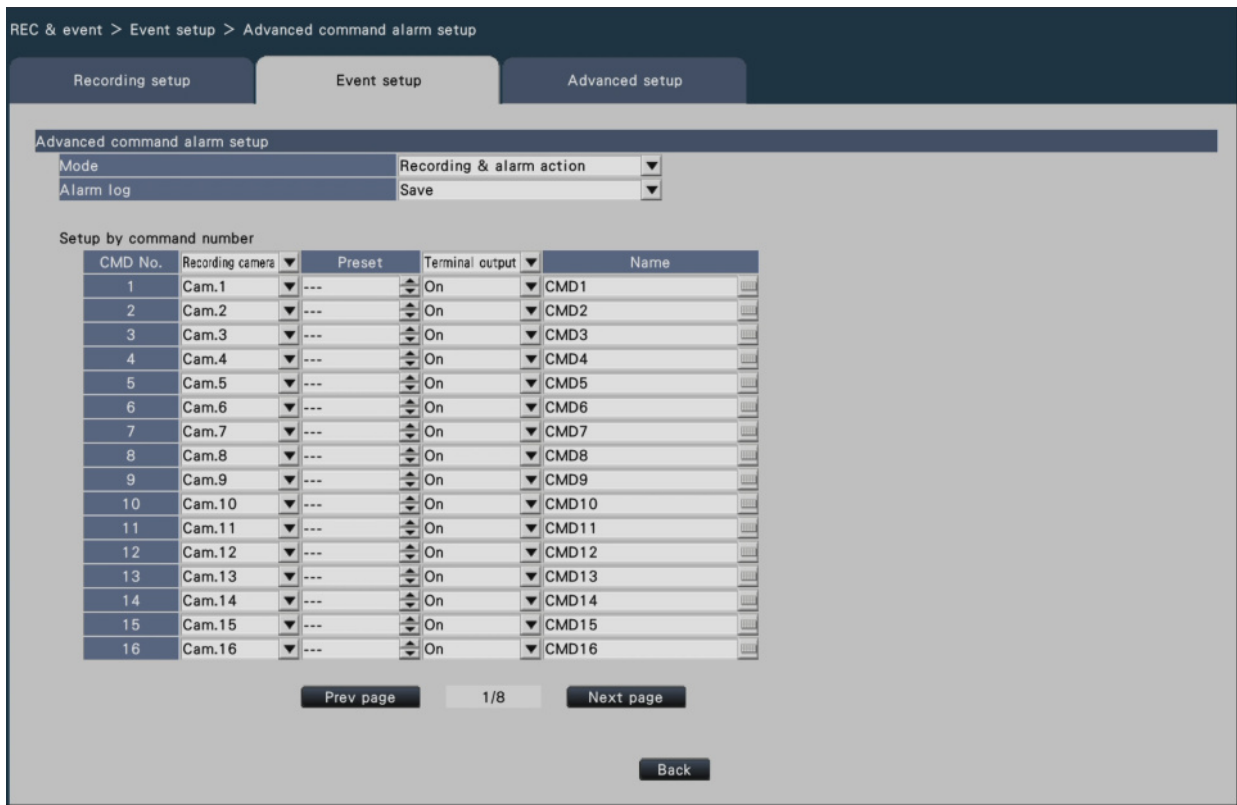 REC & event > Event setup > Advanced command alarm setup
Recording setup Event setup Advanced setup
Advanced command alarm setup
Mode Recording & alarm action
Alarm log Save
Setup by command number
CMD No. Recording camera Preset Terminal output Name
1 Cam.1 --- On CMD1
2 Cam.2 --- On CMD2
3 Cam.3 --- On CMD3
4 Cam.4 --- On CMD4
5 Cam.5 --- On CMD5
6 Cam.6 --- On CMD6
7 Cam.7 --- On CMD7
8 Cam.8 --- On CMD8
9 Cam.9 --- On CMD9
10 Cam.10 --- On CMD10
11 Cam.11 --- On CMD11
12 Cam.12 --- On CMD12
13 Cam.13 --- On CMD13
14 Cam.14 --- On CMD14
15 Cam.15 --- On CMD15
16 Cam.16 --- On CMD16
Prev page 1/8 Next page
Back